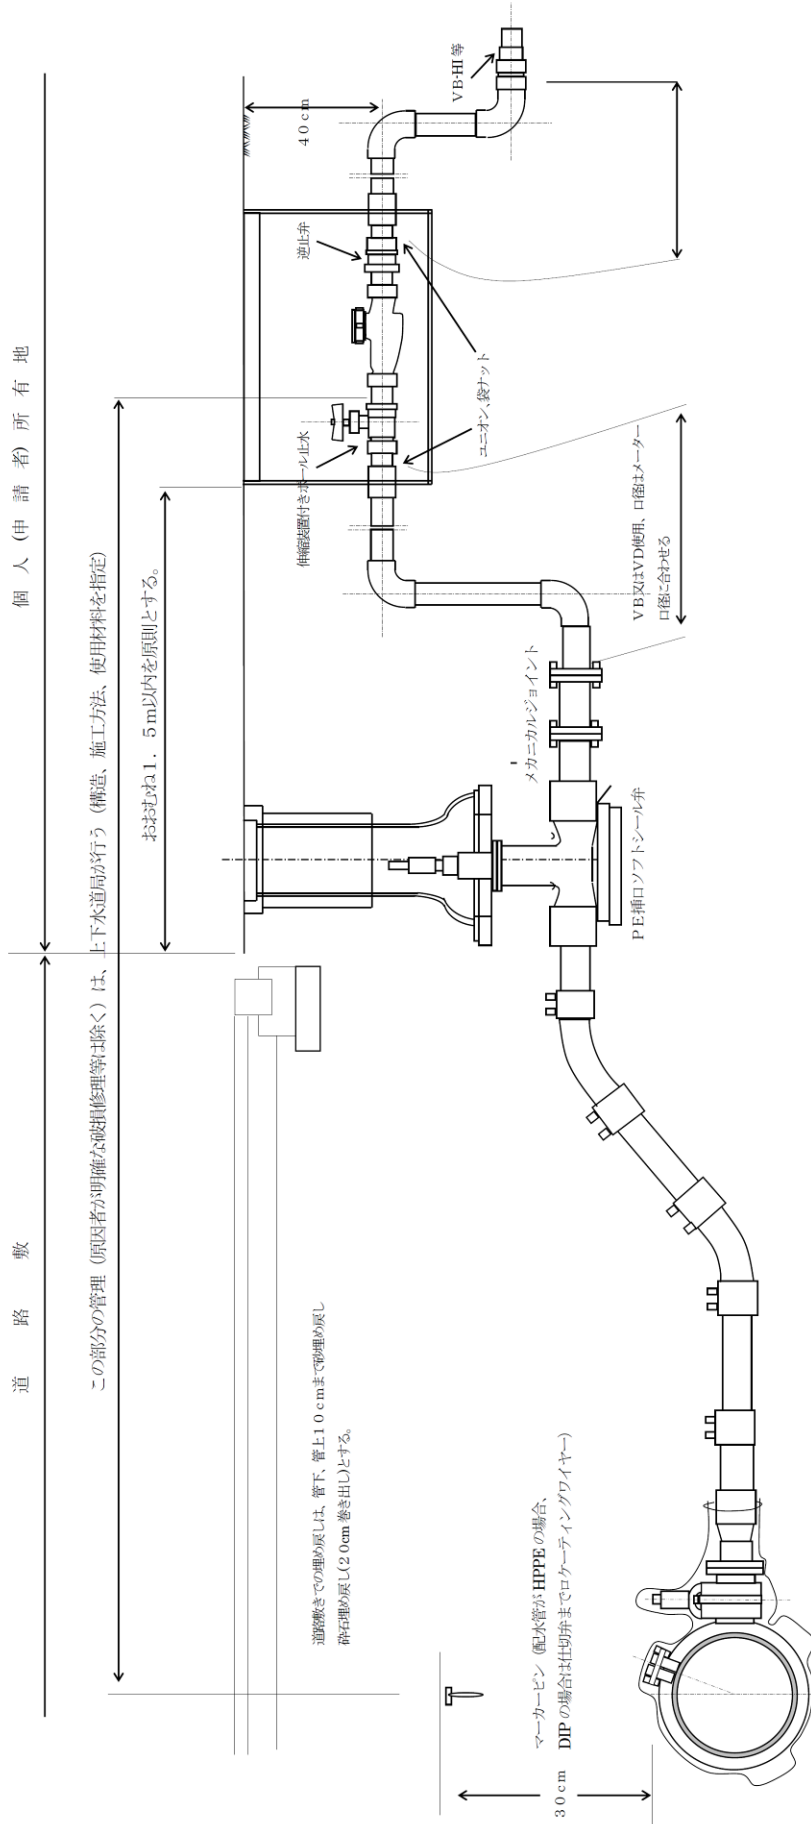 道路敷
個人（申請者）所有地
この部分の管理（原因者が明確な破損修理等は除く）は、上下水道局が行う（構造、施工方法、使用材料を指定）
おおむね１．５ｍ以内を原則とする。
４０ｃｍ
VB-HI等
逆止弁
伸縮装置付きボール止水
ユニオン、袋ナット
メカニカルジョイント
VB又はVD使用、口径はメーター
口径に合わせる
PE挿口ソフトシール弁
道路敷きでの埋め戻しは、管下、管上１０ｃｍまで砂埋め戻し
砕石埋め戻し(２０cm 巻き出し)とする。
マーカーピン（配水管が HPPE の場合、
DIP の場合は仕切弁までロケーティングワイヤー）
３０ｃｍ